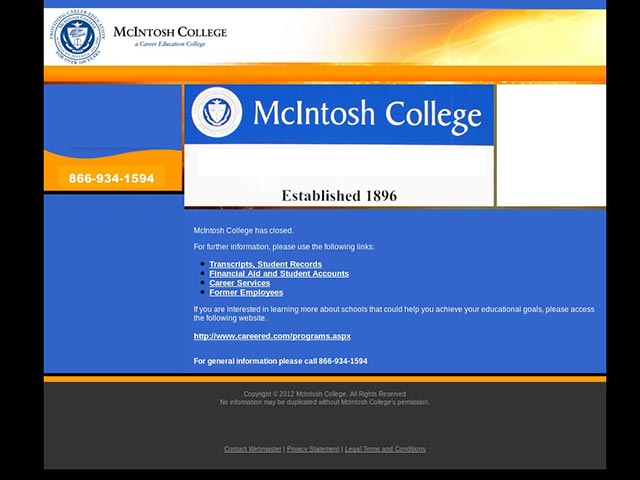 PROVIDING CAREER EDUCATION
McINTOSH COLLEGE
FOR OVER 100 YEARS
MCINTOSH COLLEGE
a Career Education College
McIntosh College
866-934-1594
Established 1896
McIntosh College has closed.
For further information, please use the following links:
Transcripts, Student Records
Financial Aid and Student Accounts
Career Services
Former Employees
If you are interested in learning more about schools that could help you achieve your educational goals, please access
the following website.
http://www.careered.com/programs.aspx
For general information please call 866-934-1594
Copyright © 2012 McIntosh College. All Rights Reserved
No information may be duplicated without McIntosh College's permission.
Contact Webmaster | Privacy Statement | Legal Terms and Conditions